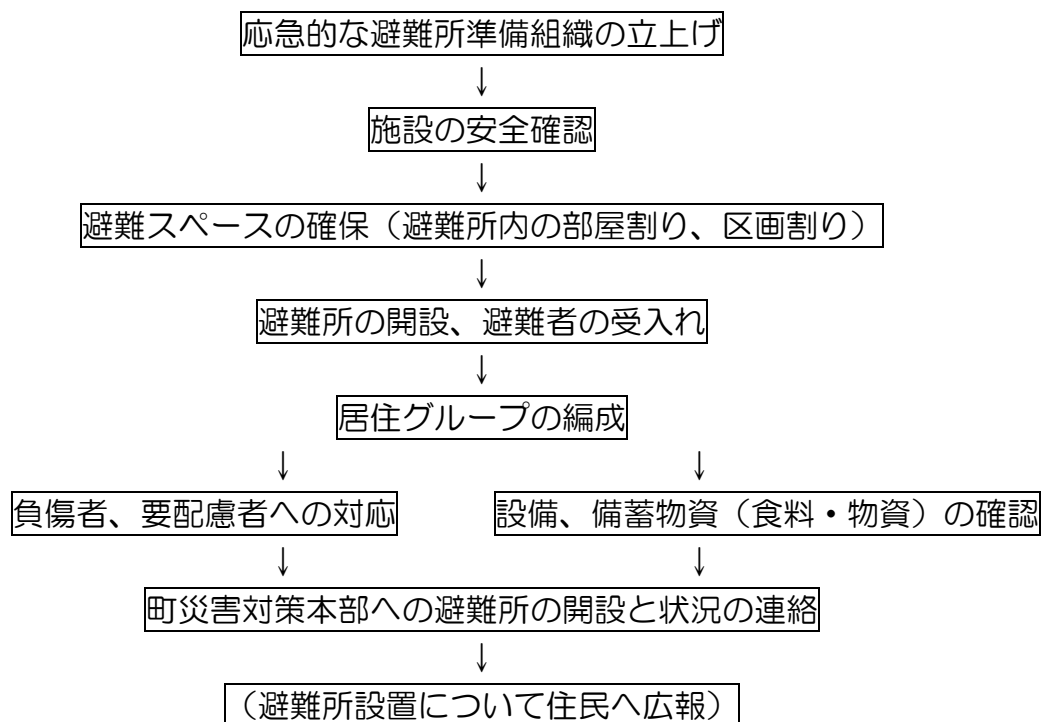 応急的な避難所準備組織の立上げ
↓
施設の安全確認
↓
避難スペースの確保（避難所内の部屋割り、区画割り）
↓
避難所の開設、避難者の受入れ
↓
居住グループの編成
↓ ↓
負傷者、要配慮者への対応 設備、備蓄物資（食料・物資）の確認
↓ ↓
町災害対策本部への避難所の開設と状況の連絡
↓
（避難所設置について住民へ広報）